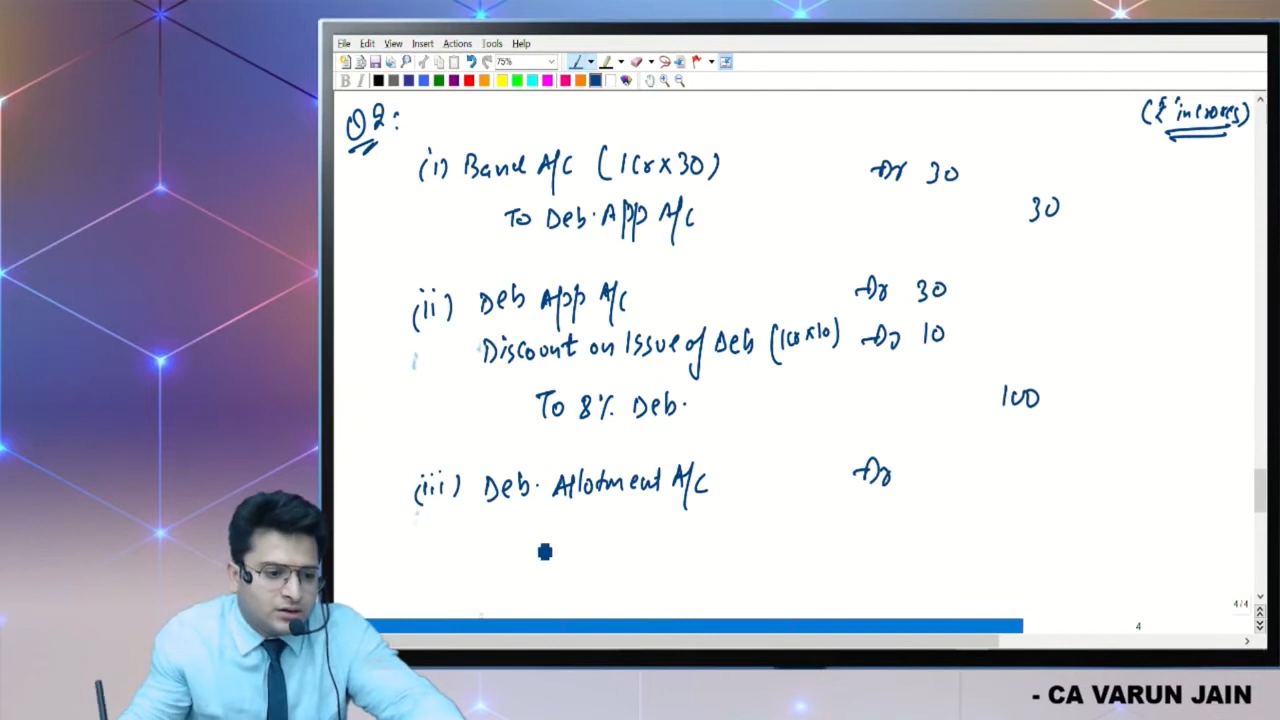 File Edit View Insert Actions Tools Help
75%
B I
Q2:
(₹ in crores)
(i) Bank A/C (1Cr x 30) Dr 30
To Deb. App A/C 30
(ii) Deb App A/C Dr 30
Discount on Issue of Deb (1Cr x 10) Dr 10
To 8% Deb. 100
(iii) Deb. Allotment A/C Dr
4/4
4
- CA VARUN JAIN